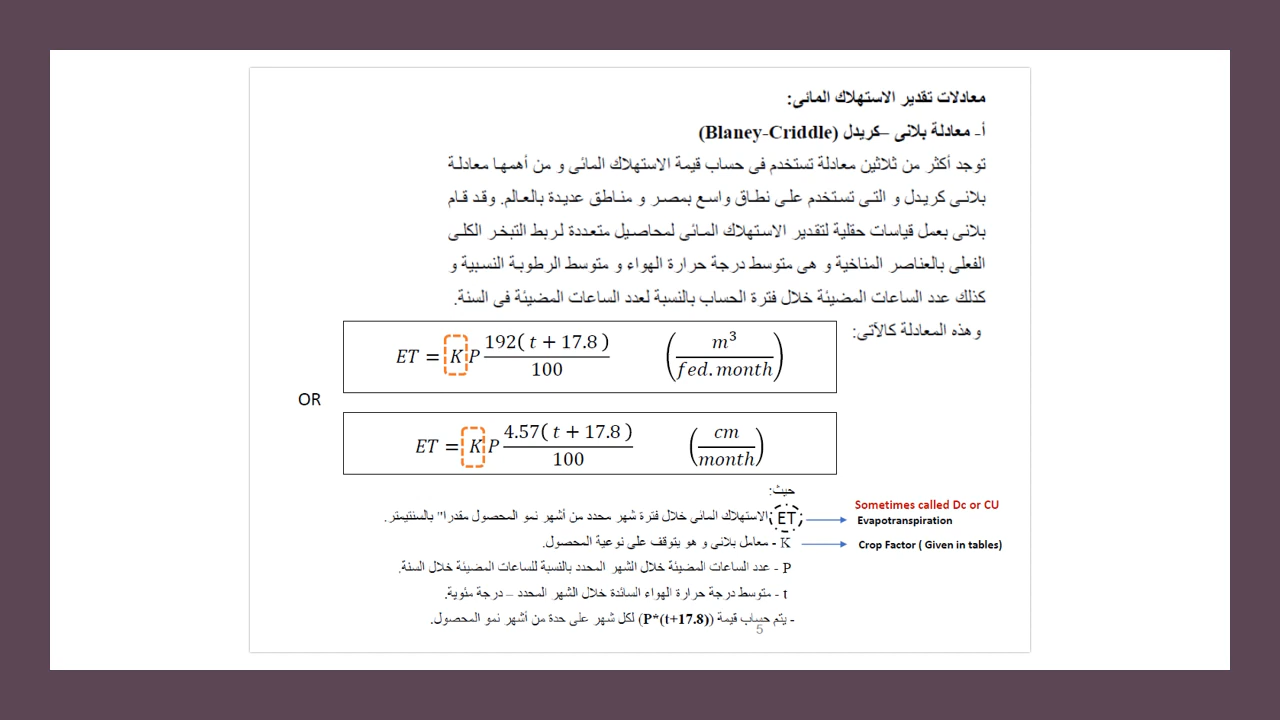 معادلات تقدير الاستهلاك المائى:
أ- معادلة بلانى –كريدل (Blaney-Criddle)
توجد أكثر من ثلاثين معادلة تستخدم فى حساب قيمة الاستهلاك المائى و من أهمها معادلة
بلانى كريدل و التى تستخدم على نطاق واسع بمصر و مناطق عديدة بالعالم. وقد قام
بلانى بعمل قياسات حقلية لتقدير الاستهلاك المائى لمحاصيل متعددة لربط التبخر الكلى
الفعلى بالعناصر المناخية و هى متوسط درجة حرارة الهواء و متوسط الرطوبة النسبية و
كذلك عدد الساعات المضيئة خلال فترة الحساب بالنسبة لعدد الساعات المضيئة فى السنة.
و هذه المعادلة كالآتى:
ET = K P 192( t + 17.8 ) / 100 (m³ / fed. month)
OR
ET = K P 4.57( t + 17.8 ) / 100 (cm / month)
حيث:
ET الاستهلاك المائى خلال فترة شهر محدد من أشهر نمو المحصول مقدرا" بالسنتيمتر.
Sometimes called Dc or CU
Evapotranspiration
K - معامل بلانى و هو يتوقف على نوعية المحصول.
Crop Factor ( Given in tables)
P - عدد الساعات المضيئة خلال الشهر المحدد بالنسبة للساعات المضيئة خلال السنة.
t - متوسط درجة حرارة الهواء السائدة خلال الشهر المحدد – درجة مئوية.
- يتم حساب قيمة (P*(t+17.8)) لكل شهر على حدة من أشهر نمو المحصول.
5